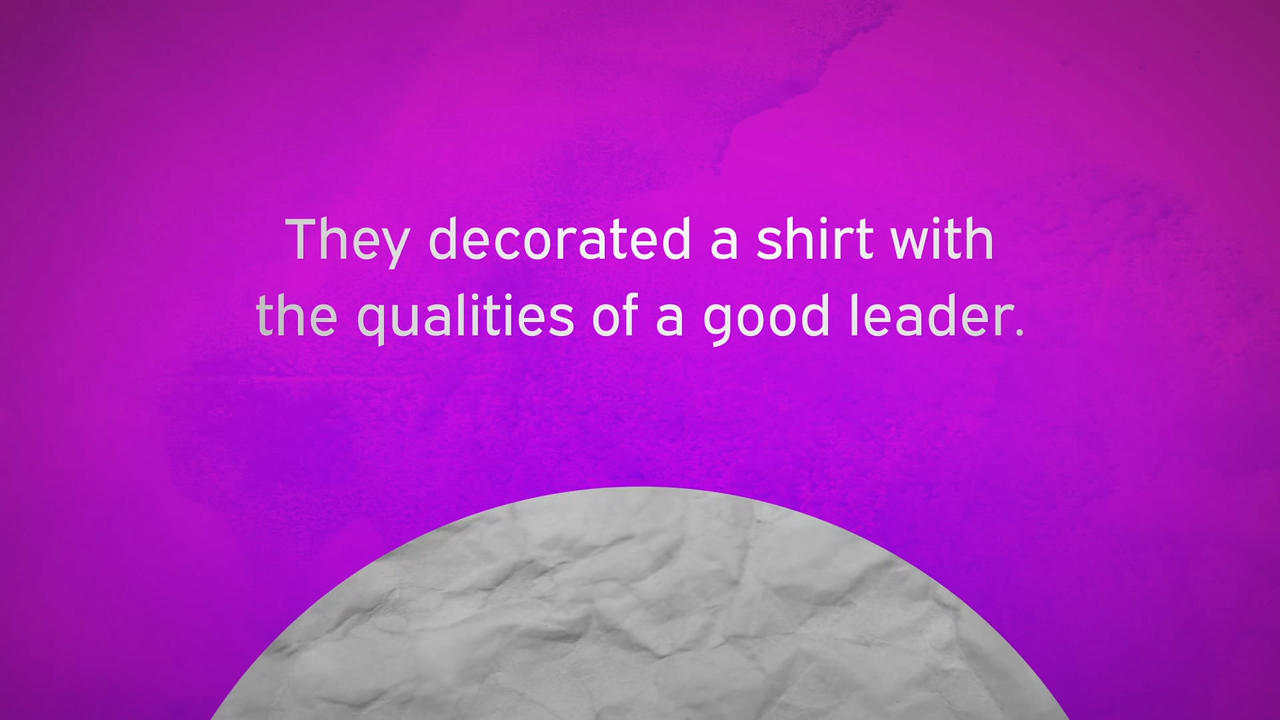 They decorated a shirt with
the qualities of a good leader.